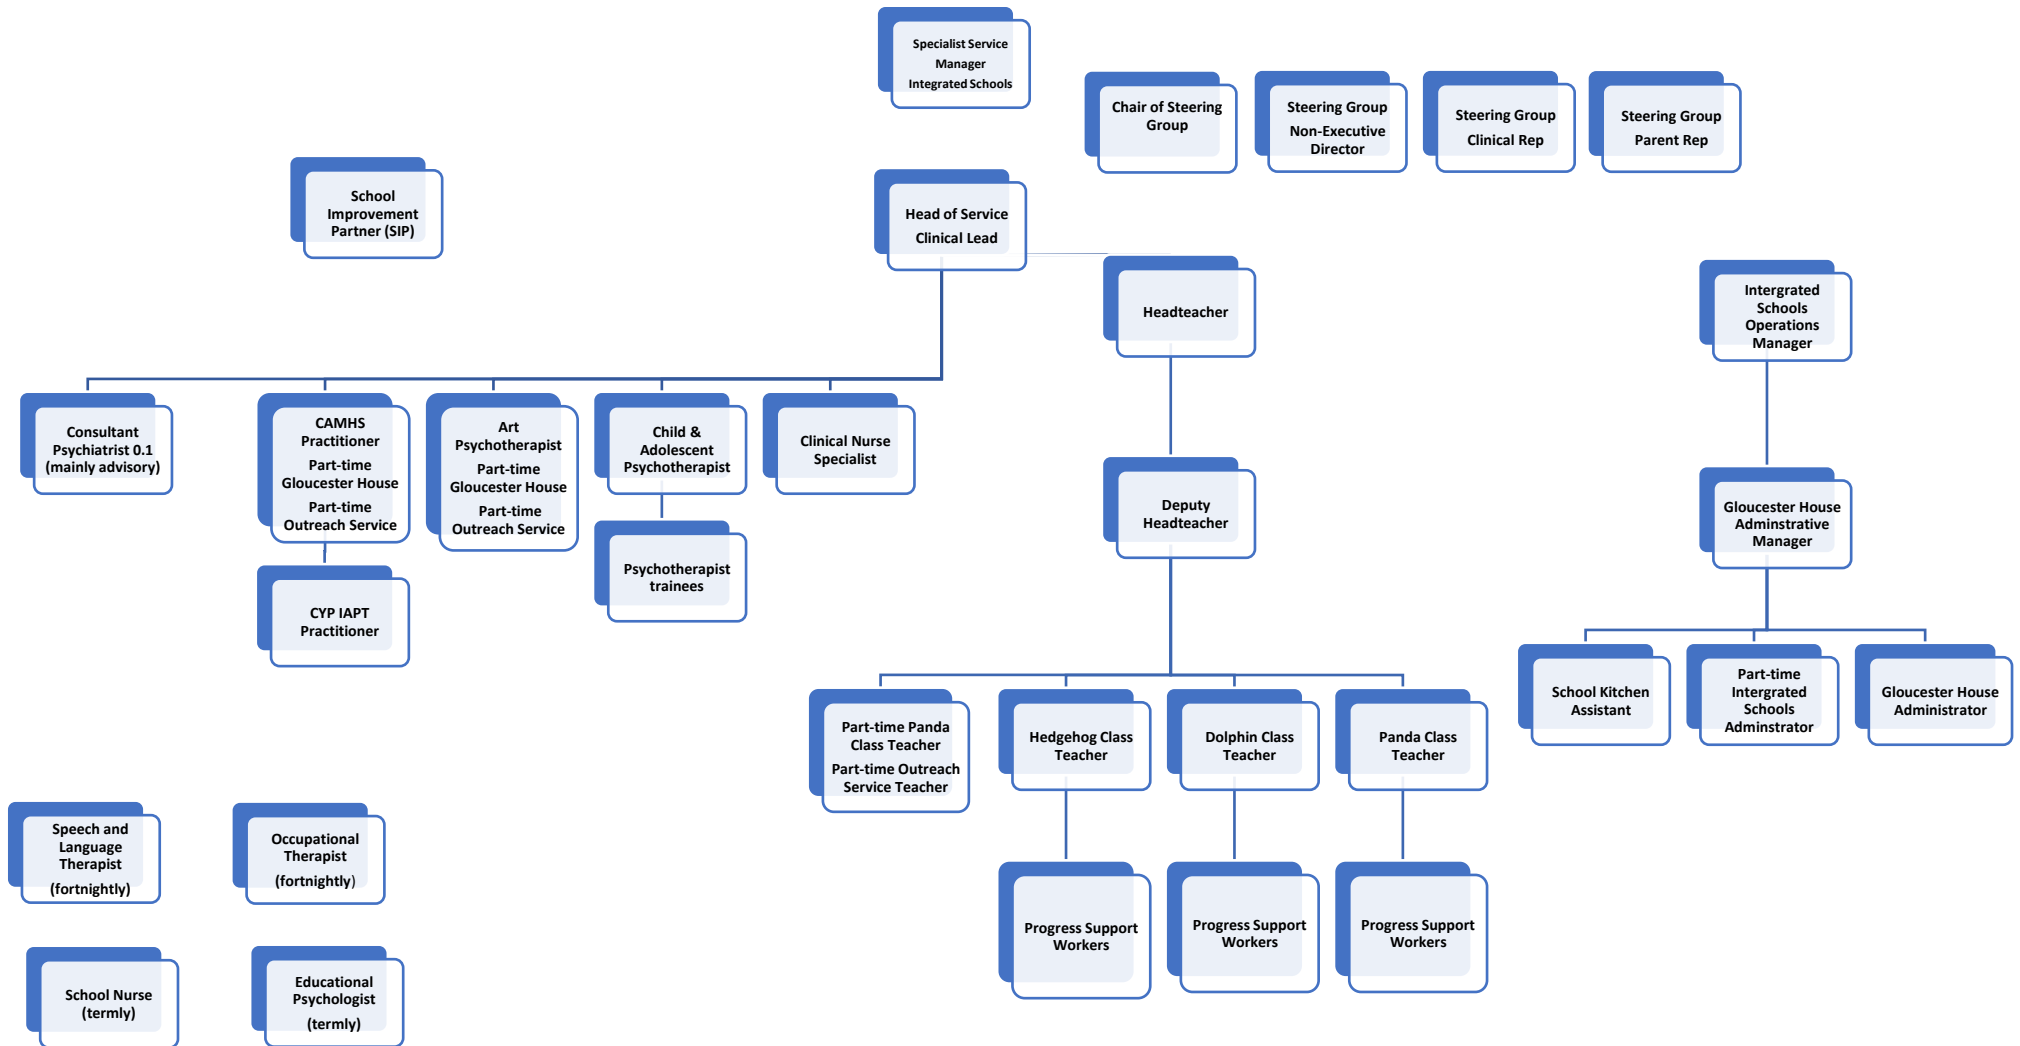 Specialist Service
Manager
Integrated Schools
Chair of Steering
Group
Steering Group
Non-Executive
Director
Steering Group
Clinical Rep
Steering Group
Parent Rep
School
Improvement
Partner (SIP)
Head of Service
Clinical Lead
Headteacher
Intergrated
Schools
Operations
Manager
Consultant
Psychiatrist 0.1
(mainly advisory)
CAMHS
Practitioner
Part-time
Gloucester House
Part-time
Outreach Service
Art
Psychotherapist
Part-time
Gloucester House
Part-time
Outreach Service
Child &
Adolescent
Psychotherapist
Clinical Nurse
Specialist
Deputy
Headteacher
Gloucester House
Adminstrative
Manager
Psychotherapist
trainees
CYP IAPT
Practitioner
Part-time Panda
Class Teacher
Part-time Outreach
Service Teacher
Hedgehog Class
Teacher
Dolphin Class
Teacher
Panda Class
Teacher
School Kitchen
Assistant
Part-time
Intergrated
Schools
Adminstrator
Gloucester House
Administrator
Speech and
Language
Therapist
(fortnightly)
Occupational
Therapist
(fortnightly)
Progress Support
Workers
Progress Support
Workers
Progress Support
Workers
School Nurse
(termly)
Educational
Psychologist
(termly)